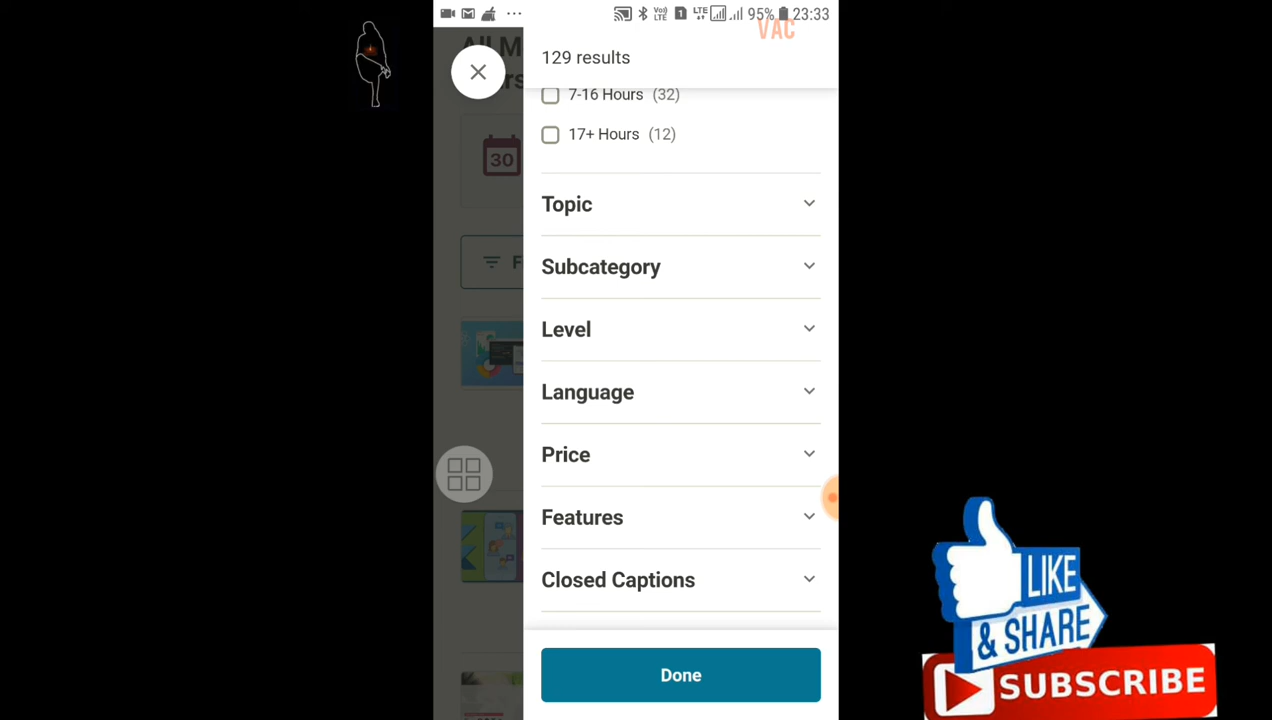 95% 23:33
VAC
129 results
7-16 Hours (32)
17+ Hours (12)
30
Topic
Subcategory
Level
Language
Price
Features
Closed Captions
Done
LIKE
& SHARE
SUBSCRIBE